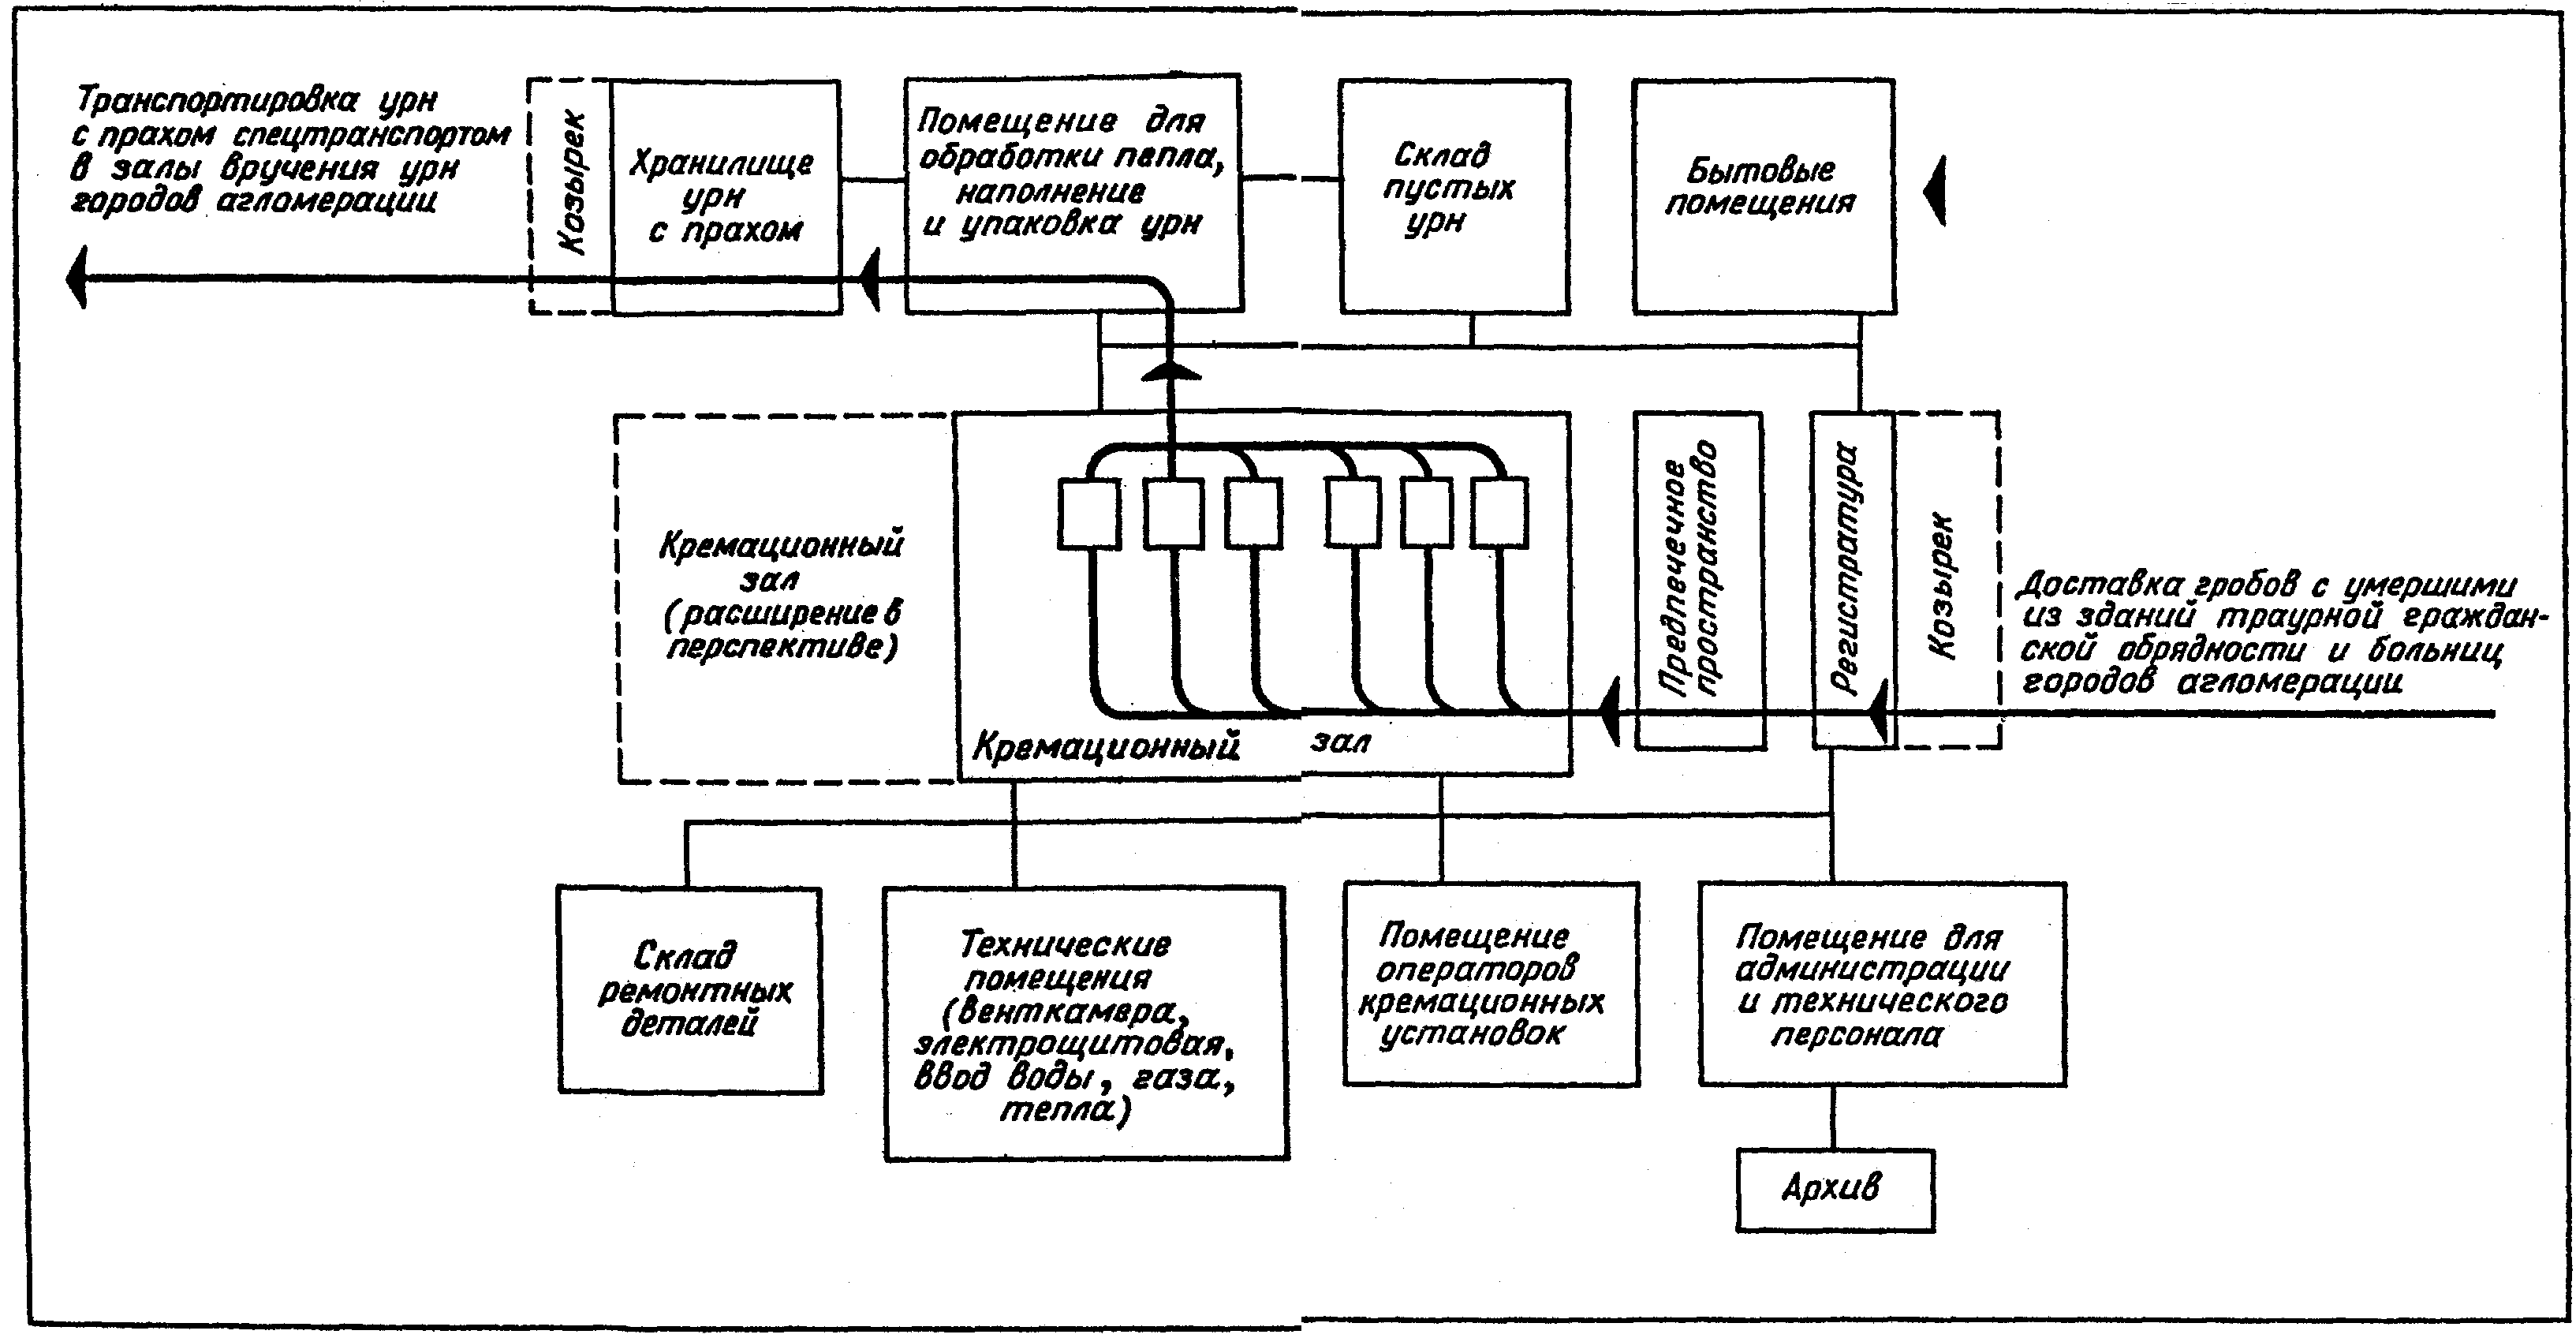 Транспортировка урн
с прахом спецтранспортом
в залы вручения урн
городов агломерации
Козырек
Хранилище
урн
с прахом
Помещение для
обработки пепла,
наполнение
и упаковка урн
Склад
пустых
урн
Бытовые
помещения
Кремационный
зал
(расширение в
перспективе)
Кремационный зал
Предпечное
пространство
Регистратура
Козырек
Доставка гробов с умершими
из зданий траурной граждан-
ской обрядности и больниц
городов агломерации
Склад
ремонтных
деталей
Технические
помещения
(венткамера,
электрощитовая,
ввод воды, газа,
тепла)
Помещение
операторов
кремационных
установок
Помещение для
администрации
и технического
персонала
Архив